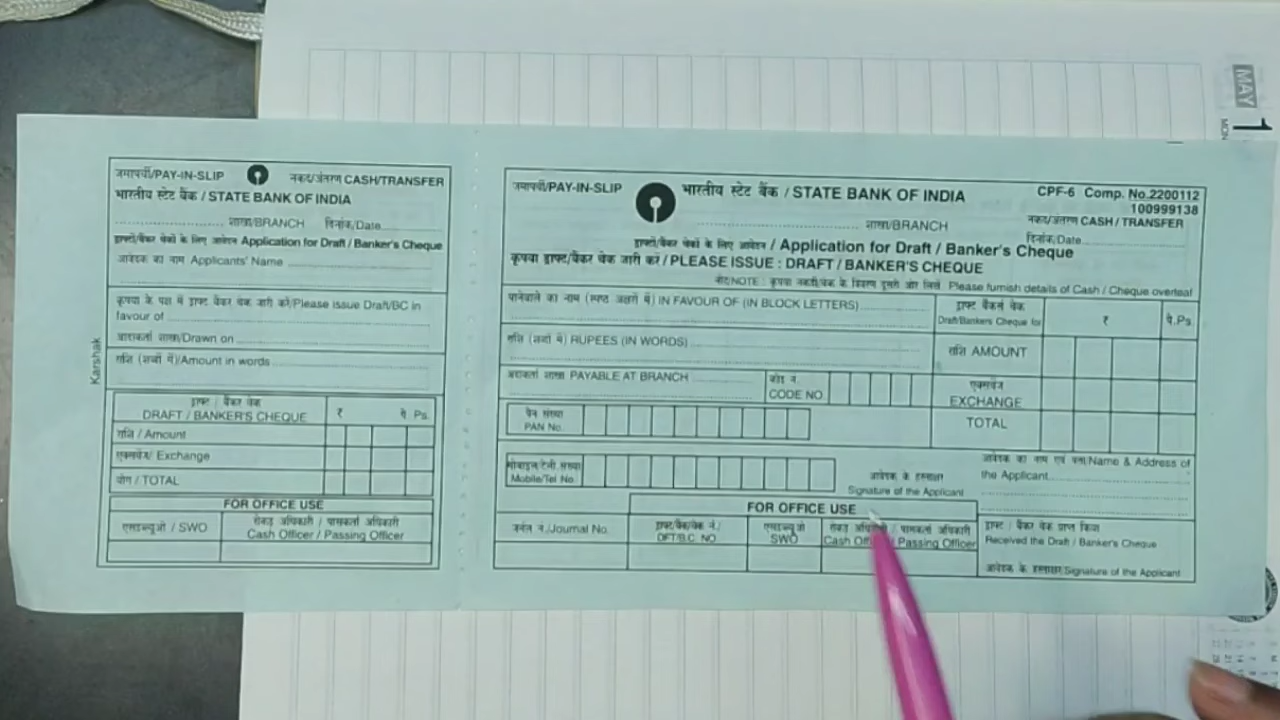 जमापर्ची/PAY-IN-SLIP नकद/अंतरण CASH/TRANSFER
भारतीय स्टेट बैंक / STATE BANK OF INDIA
शाखा/BRANCH दिनांक/Date
ड्राफ्टों/बैंकर चेकों के लिए आवेदन Application for Draft / Banker's Cheque
आवेदक का नाम Applicants' Name
कृपया के पक्ष में ड्राफ्ट बैंकर चेक जारी करें/Please issue Draft/BC in
favour of
अदाकर्ता शाखा/Drawn on
राशि (शब्दों में)/Amount in words
Karshak
ड्राफ्ट / बैंकर चेक
DRAFT / BANKER'S CHEQUE ₹ पै Ps.
राशि / Amount
एक्सचेंज/ Exchange
योग / TOTAL
FOR OFFICE USE
एसडब्ल्यूओ / SWO रोकड़ अधिकारी / पासकर्ता अधिकारी
Cash Officer / Passing Officer
जमापर्ची/PAY-IN-SLIP भारतीय स्टेट बैंक / STATE BANK OF INDIA CPF-6 Comp. No.2200112
100999138
शाखा/BRANCH नकद/अंतरण CASH / TRANSFER
दिनांक/Date
ड्राफ्टों/बैंकर चेकों के लिए आवेदन / Application for Draft / Banker's Cheque
कृपया ड्राफ्ट/बैंकर चेक जारी करें / PLEASE ISSUE : DRAFT / BANKER'S CHEQUE
नोट/NOTE : कृपया नकदी/चेक के विवरण दूसरी ओर लिखें Please furnish details of Cash / Cheque overleaf
पानेवाले का नाम (स्पष्ट अक्षरों में) IN FAVOUR OF (IN BLOCK LETTERS)
ड्राफ्ट बैंकर्स चेक
Draft/Bankers Cheque for ₹ पै.Ps
राशि (शब्दों में) RUPEES (IN WORDS)
राशि AMOUNT
अदाकर्ता शाखा PAYABLE AT BRANCH कोड नं.
CODE NO.
एक्सचेंज
EXCHANGE
पैन संख्या
PAN No.
TOTAL
मोबाइल/टेली संख्या
Mobile/Tel No.
आवेदक के हस्ताक्षर
Signature of the Applicant
आवेदक का नाम एवं पता/Name & Address of
the Applicant
FOR OFFICE USE
जर्नल नं./Journal No. ड्राफ्ट/बैंक/चेक नं./
DFT/B.C. NO.
एसडब्ल्यूओ
SWO
रोकड़ अधिकारी / पासकर्ता अधिकारी
Cash Officer / Passing Officer
ड्राफ्ट / बैंकर चेक प्राप्त किया
Received the Draft / Banker's Cheque
आवेदक के हस्ताक्षर/Signature of the Applicant
MAY
1
MON